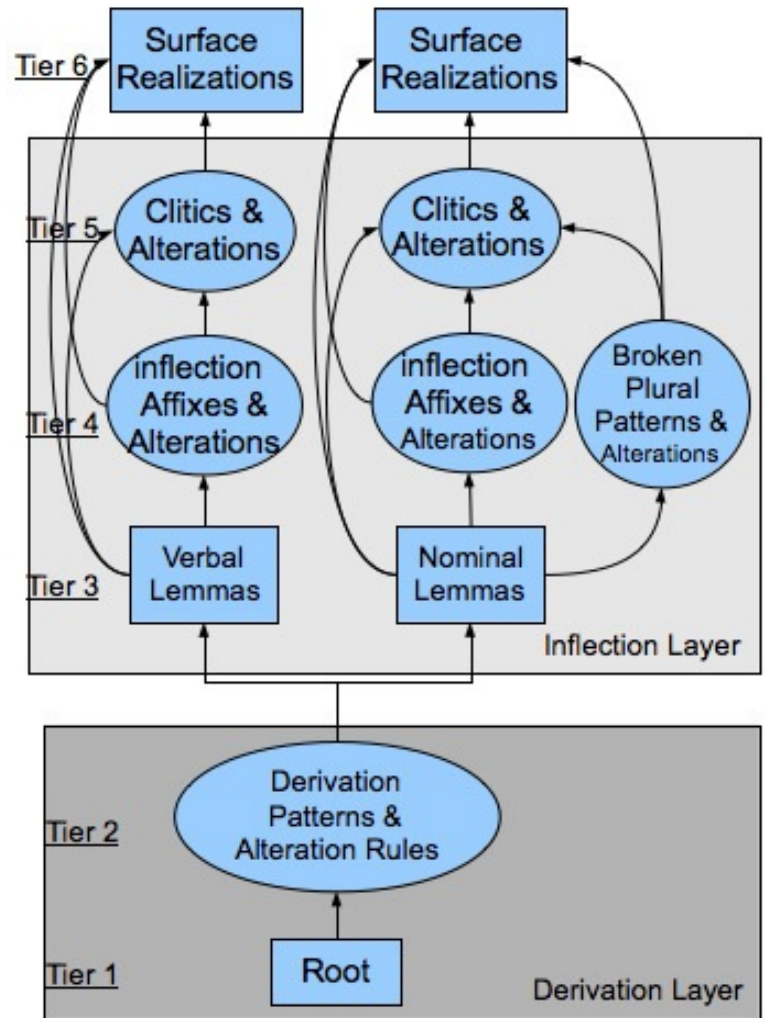 Tier 6
Surface
Realizations
Surface
Realizations
Tier 5
Clitics &
Alterations
Clitics &
Alterations
Tier 4
inflection
Affixes &
Alterations
inflection
Affixes &
Alterations
Broken
Plural
Patterns &
Alterations
Tier 3
Verbal
Lemmas
Nominal
Lemmas
Inflection Layer
Tier 2
Derivation
Patterns &
Alteration Rules
Tier 1
Root
Derivation Layer